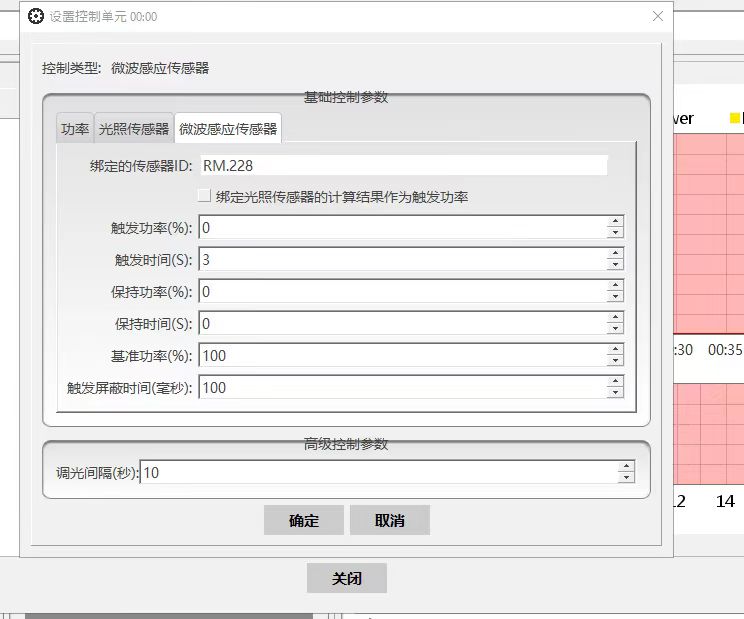 设置控制单元 00:00
控制类型: 微波感应传感器
基础控制参数
功率 光照传感器 微波感应传感器
绑定的传感器ID: RM.228
绑定光照传感器的计算结果作为触发功率
触发功率(%): 0
触发时间(S): 3
保持功率(%): 0
保持时间(S): 0
基准功率(%): 100
触发屏蔽时间(毫秒): 100
高级控制参数
调光间隔(秒): 10
确定 取消
关闭
:30 00:35
14